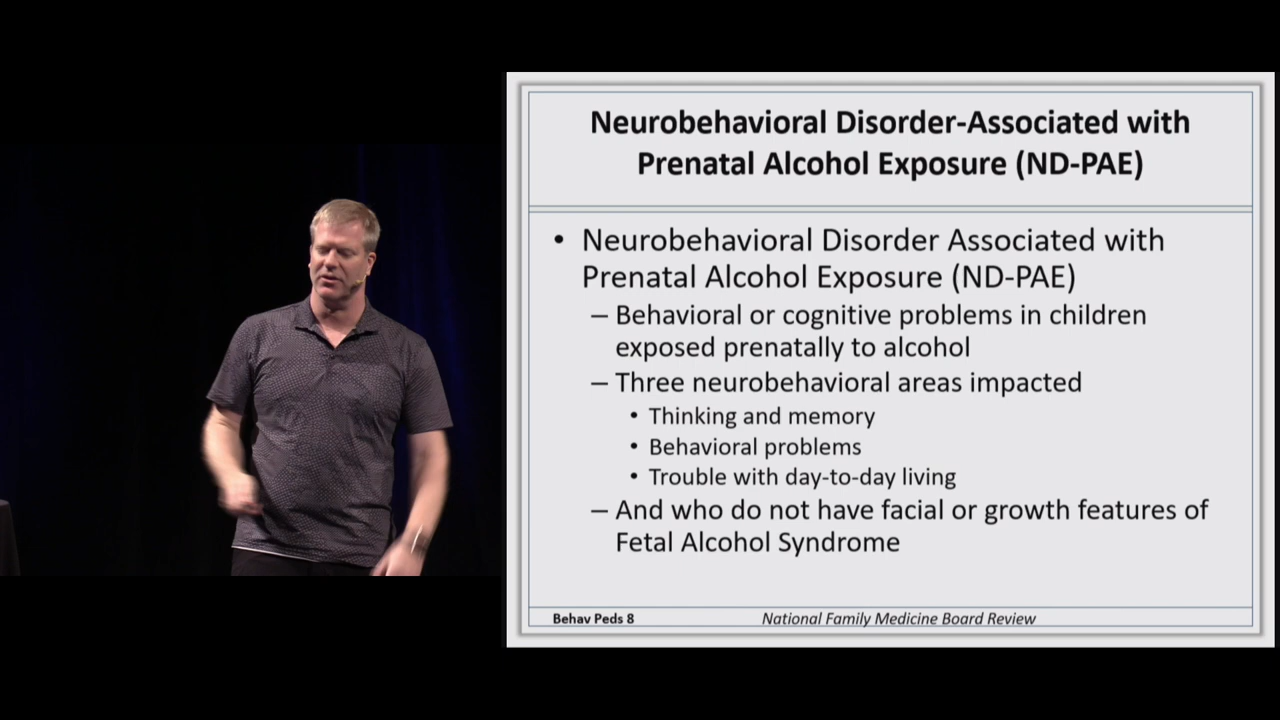 Neurobehavioral Disorder-Associated with
Prenatal Alcohol Exposure (ND-PAE)
• Neurobehavioral Disorder Associated with
Prenatal Alcohol Exposure (ND-PAE)
– Behavioral or cognitive problems in children
exposed prenatally to alcohol
– Three neurobehavioral areas impacted
• Thinking and memory
• Behavioral problems
• Trouble with day-to-day living
– And who do not have facial or growth features of
Fetal Alcohol Syndrome
Behav Peds 8
National Family Medicine Board Review